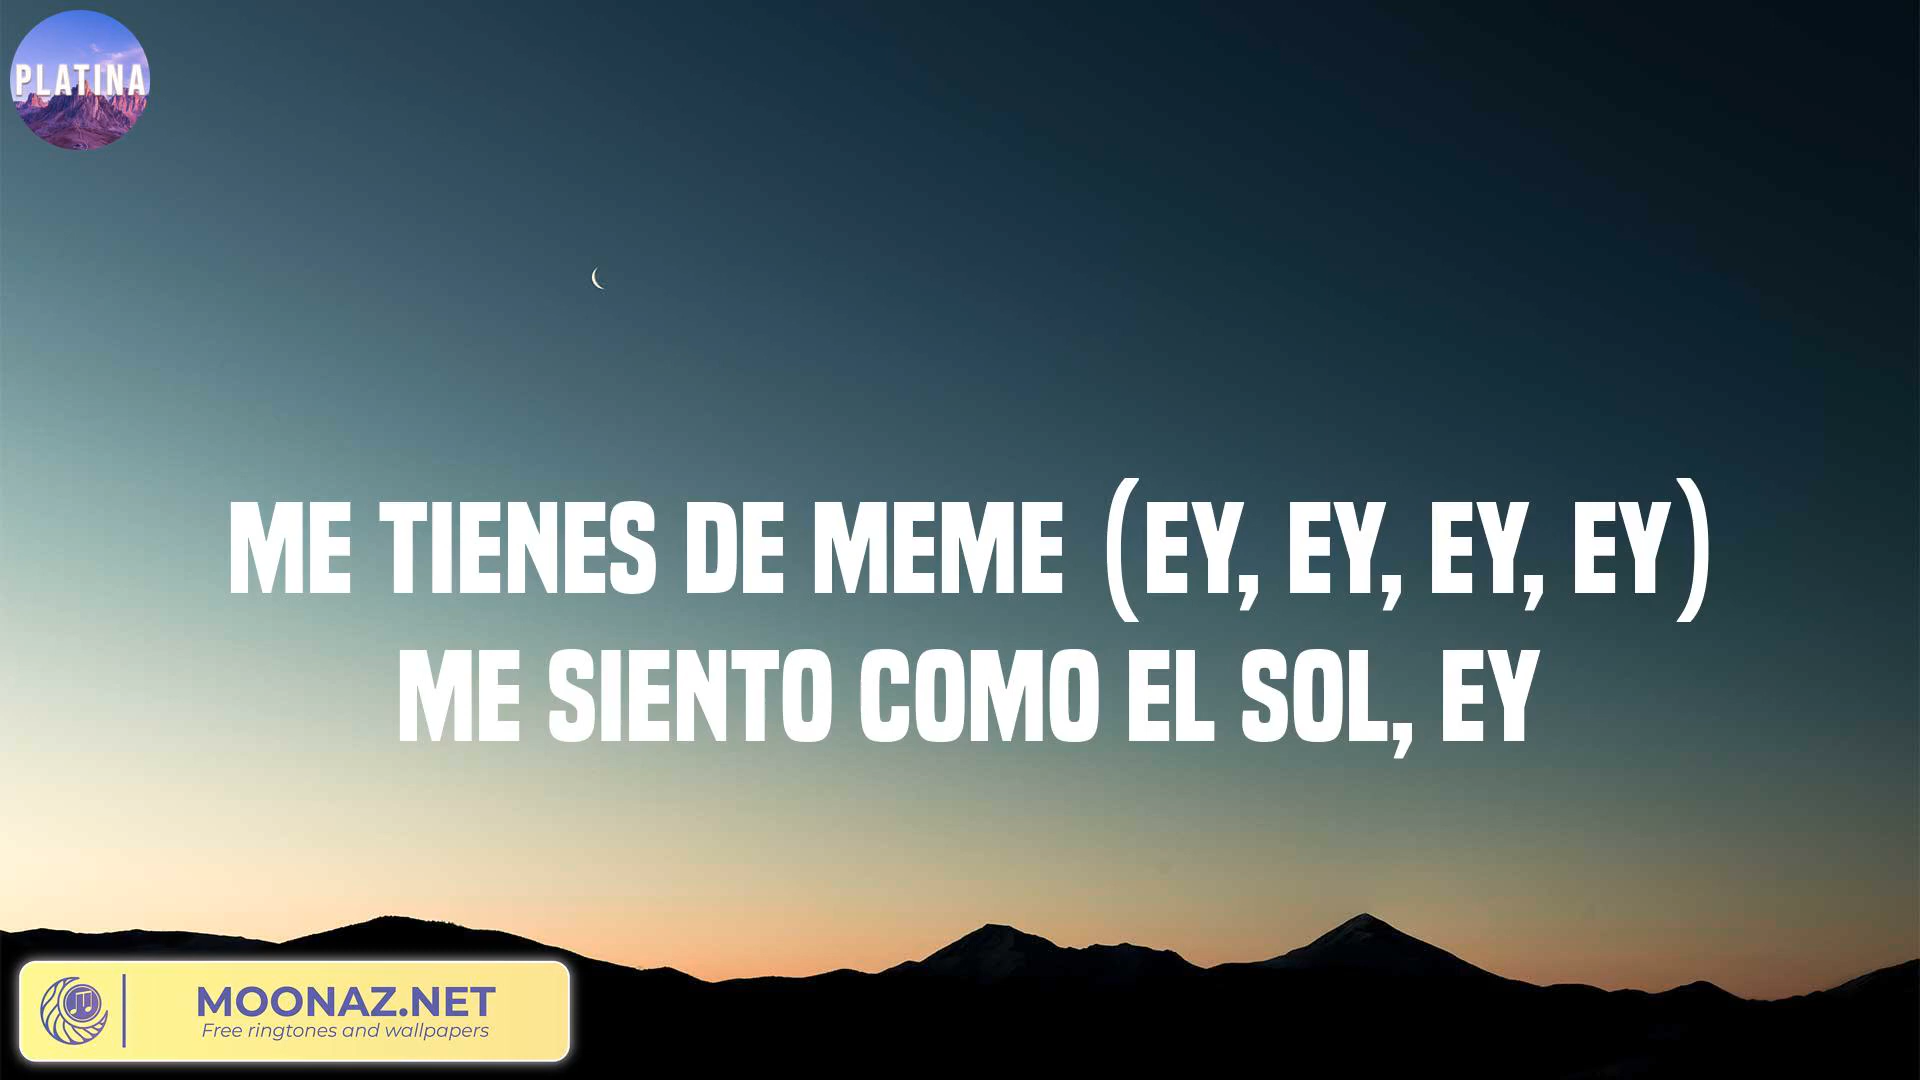 PLATINA
ME TIENES DE MEME (EY, EY, EY, EY)
ME SIENTO COMO EL SOL, EY
MOONAZ.NET
Free ringtones and wallpapers